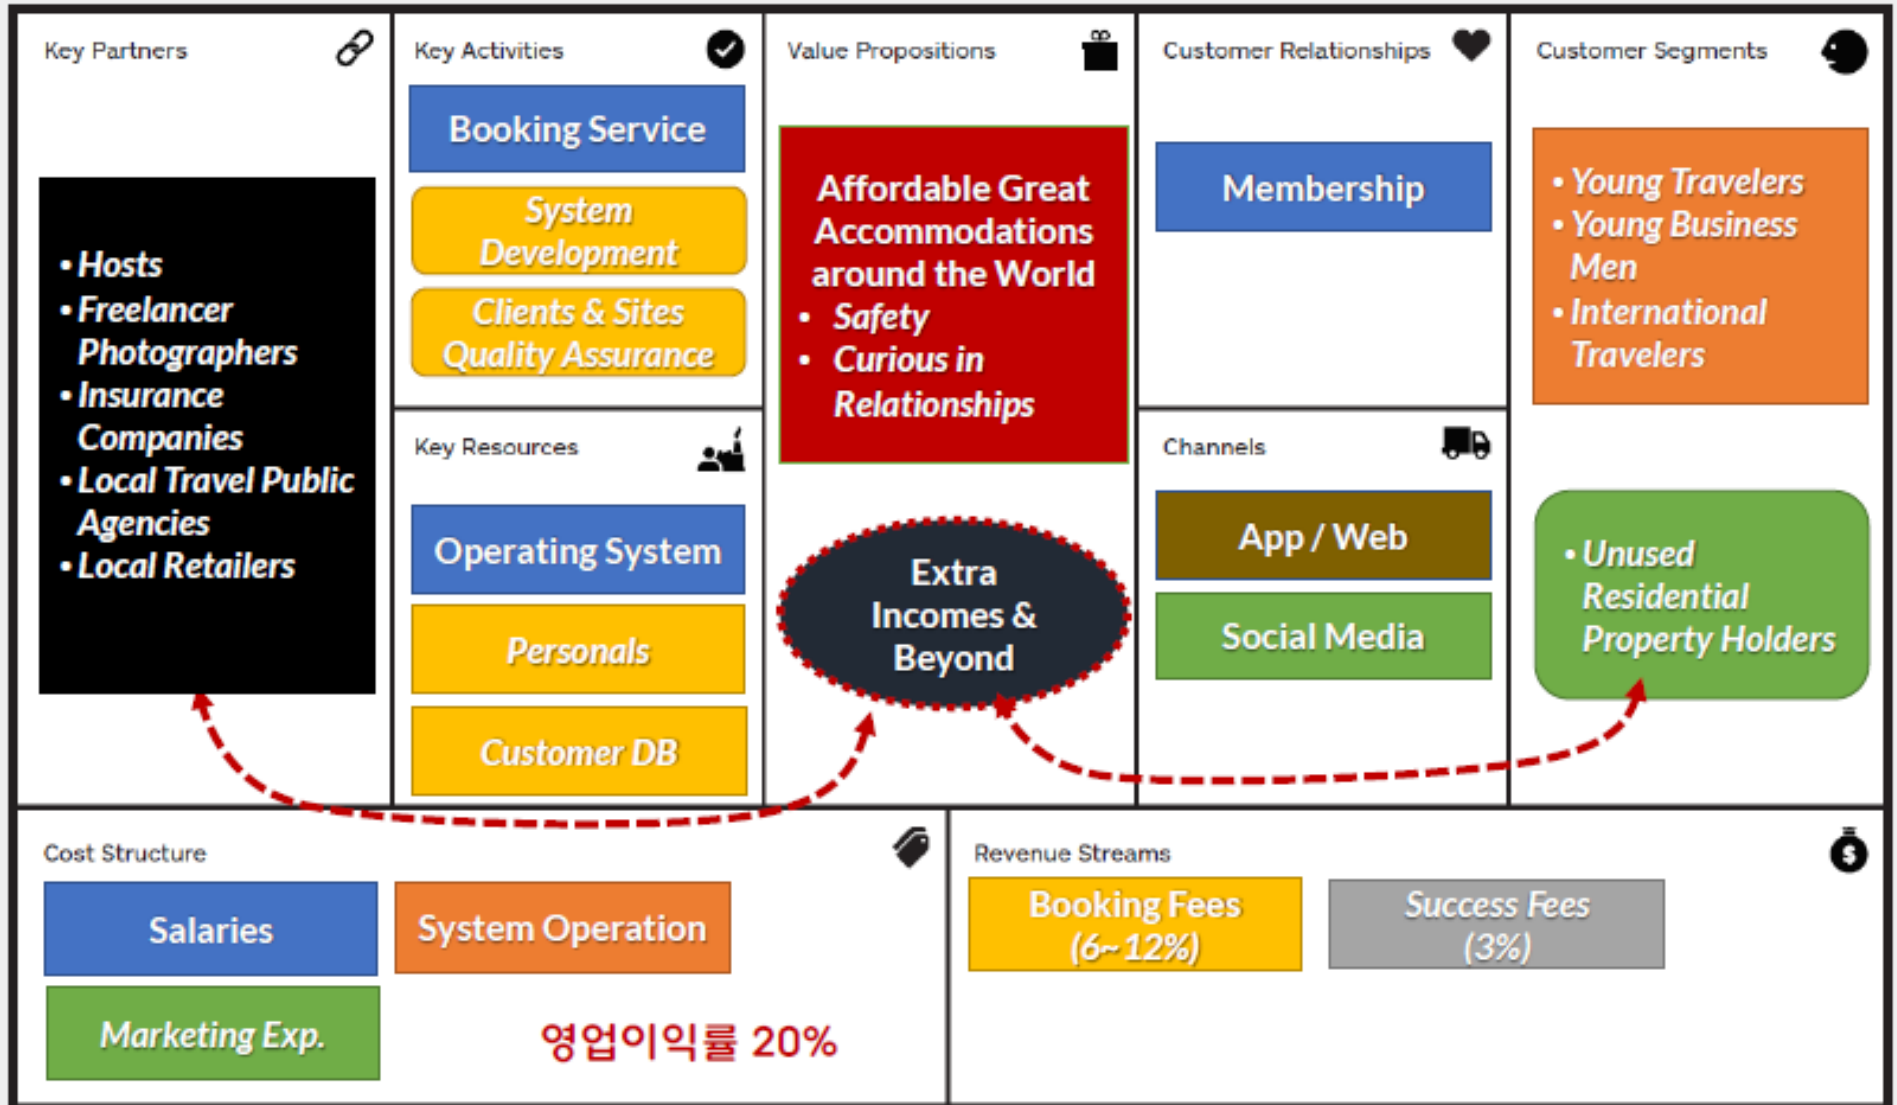 Key Partners
• Hosts
• Freelancer
Photographers
• Insurance
Companies
• Local Travel Public
Agencies
• Local Retailers
Key Activities
Booking Service
System
Development
Clients & Sites
Quality Assurance
Key Resources
Operating System
Personals
Customer DB
Value Propositions
Affordable Great
Accommodations
around the World
• Safety
• Curious in
Relationships
Extra
Incomes &
Beyond
Customer Relationships
Membership
Channels
App / Web
Social Media
Customer Segments
• Young Travelers
• Young Business
Men
• International
Travelers
• Unused
Residential
Property Holders
Cost Structure
Salaries
System Operation
Marketing Exp.
영업이익률 20%
Revenue Streams
$
Booking Fees
(6~12%)
Success Fees
(3%)